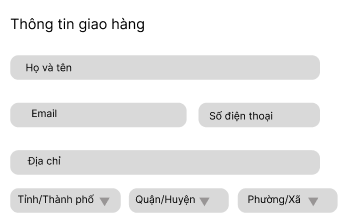 Thông tin giao hàng
Họ và tên
Email Số điện thoại
Địa chỉ
Tỉnh/Thành phố Quận/Huyện Phường/Xã